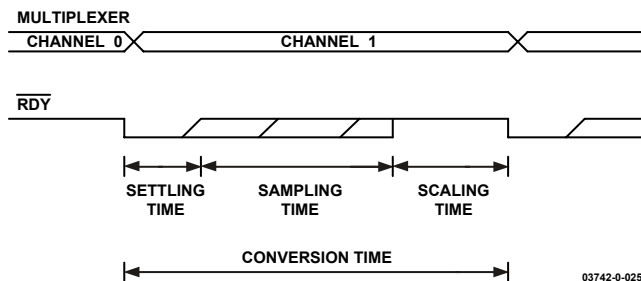 MULTIPLEXER
CHANNEL 0
CHANNEL 1
RDY
SETTLING
TIME
SAMPLING
TIME
SCALING
TIME
CONVERSION TIME
03742-0-025